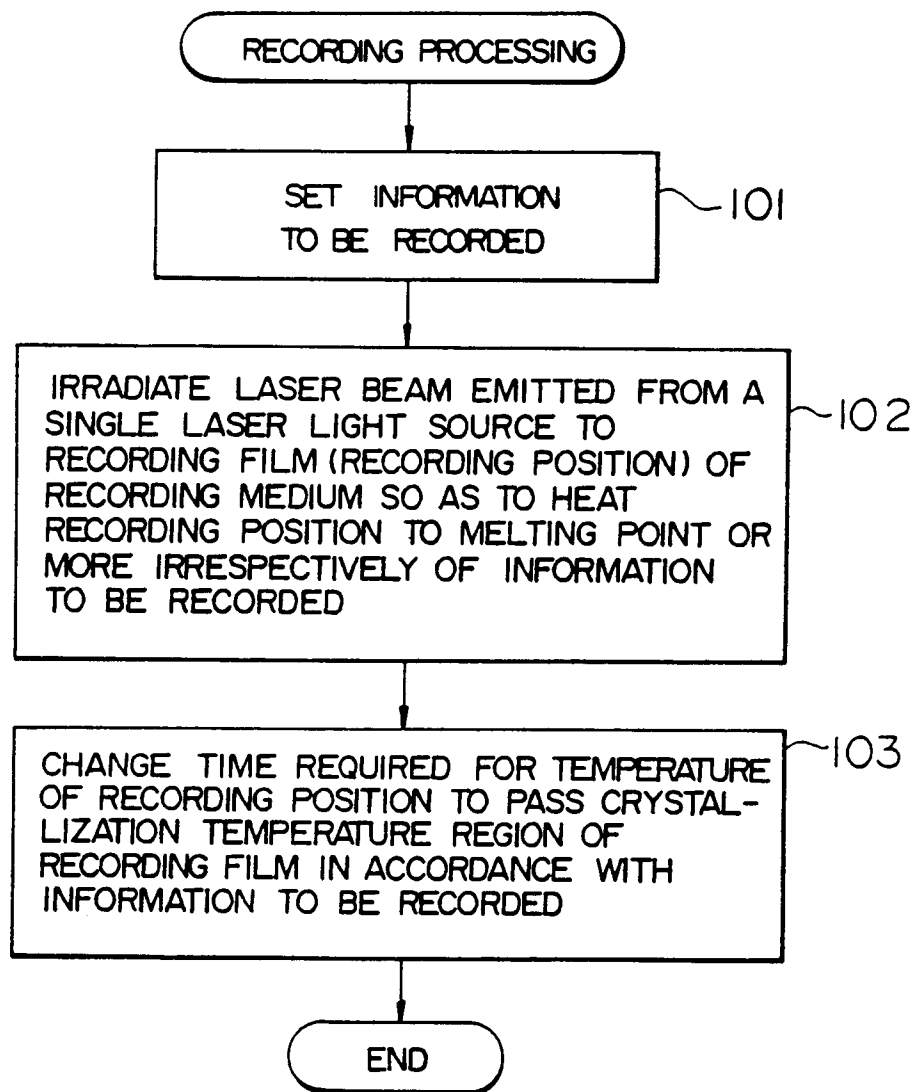 RECORDING PROCESSING
SET INFORMATION
TO BE RECORDED
101
IRRADIATE LASER BEAM EMITTED FROM A
SINGLE LASER LIGHT SOURCE TO
RECORDING FILM (RECORDING POSITION) OF
RECORDING MEDIUM SO AS TO HEAT
RECORDING POSITION TO MELTING POINT OR
MORE IRRESPECTIVELY OF INFORMATION
TO BE RECORDED
102
CHANGE TIME REQUIRED FOR TEMPERATURE
OF RECORDING POSITION TO PASS CRYSTAL-
LIZATION TEMPERATURE REGION OF
RECORDING FILM IN ACCORDANCE WITH
INFORMATION TO BE RECORDED
103
END